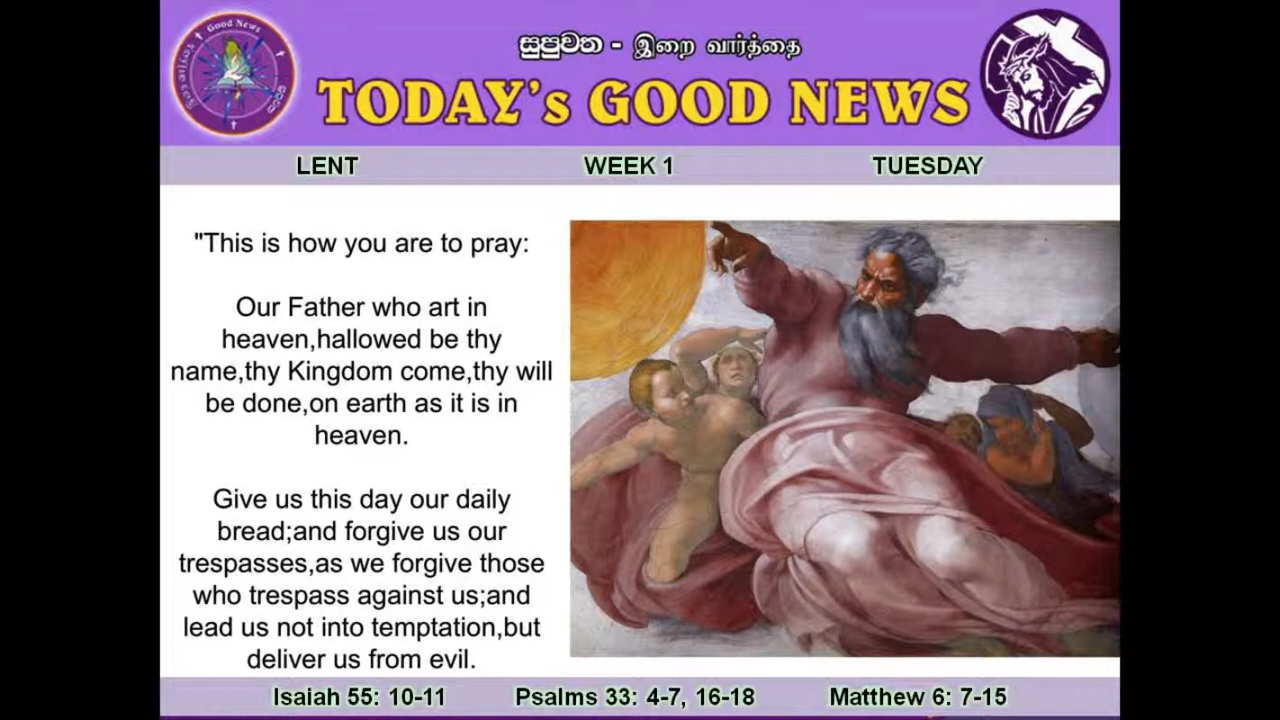 Good News
සුපුවත - இறை வார்த்தை
TODAY's GOOD NEWS
LENT WEEK 1 TUESDAY
"This is how you are to pray:
Our Father who art in
heaven,hallowed be thy
name,thy Kingdom come,thy will
be done,on earth as it is in
heaven.
Give us this day our daily
bread;and forgive us our
trespasses,as we forgive those
who trespass against us;and
lead us not into temptation,but
deliver us from evil.
Isaiah 55: 10-11 Psalms 33: 4-7, 16-18 Matthew 6: 7-15